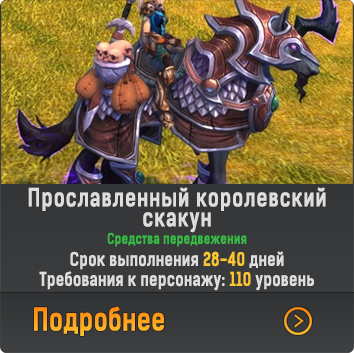 Прославленный королевский
скакун
Средства передвежения
Срок выполнения 28-40 дней
Требования к персонажу: 110 уровень
Подробнее